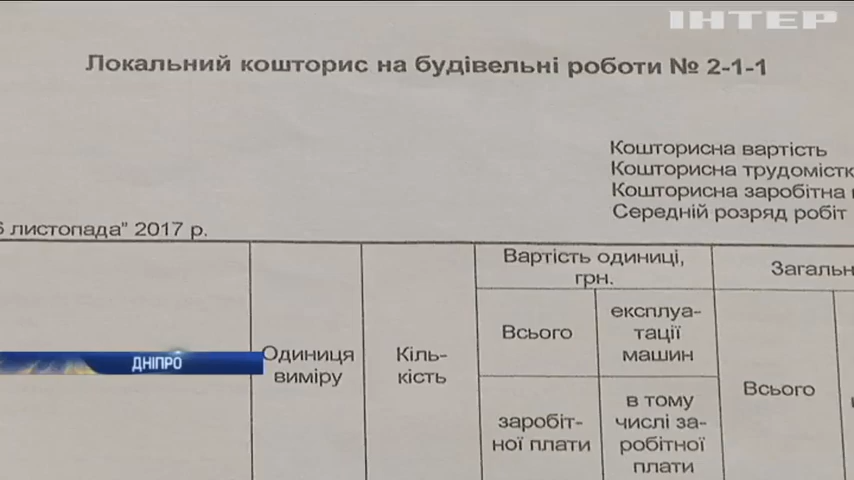 ІНТЕР
Локальний кошторис на будівельні роботи № 2-1-1
Кошторисна вартість
Кошторисна трудомістк
Кошторисна заробітна
Середній розряд робіт
6 листопада" 2017 р.
Вартість одиниці,
грн.
Загальн
Одиниця
виміру
Кіль-
кість
Всього
експлуа-
тації
машин
Всього
заробіт-
ної плати
в тому
числі за-
робітної
плати
ДНІПРО